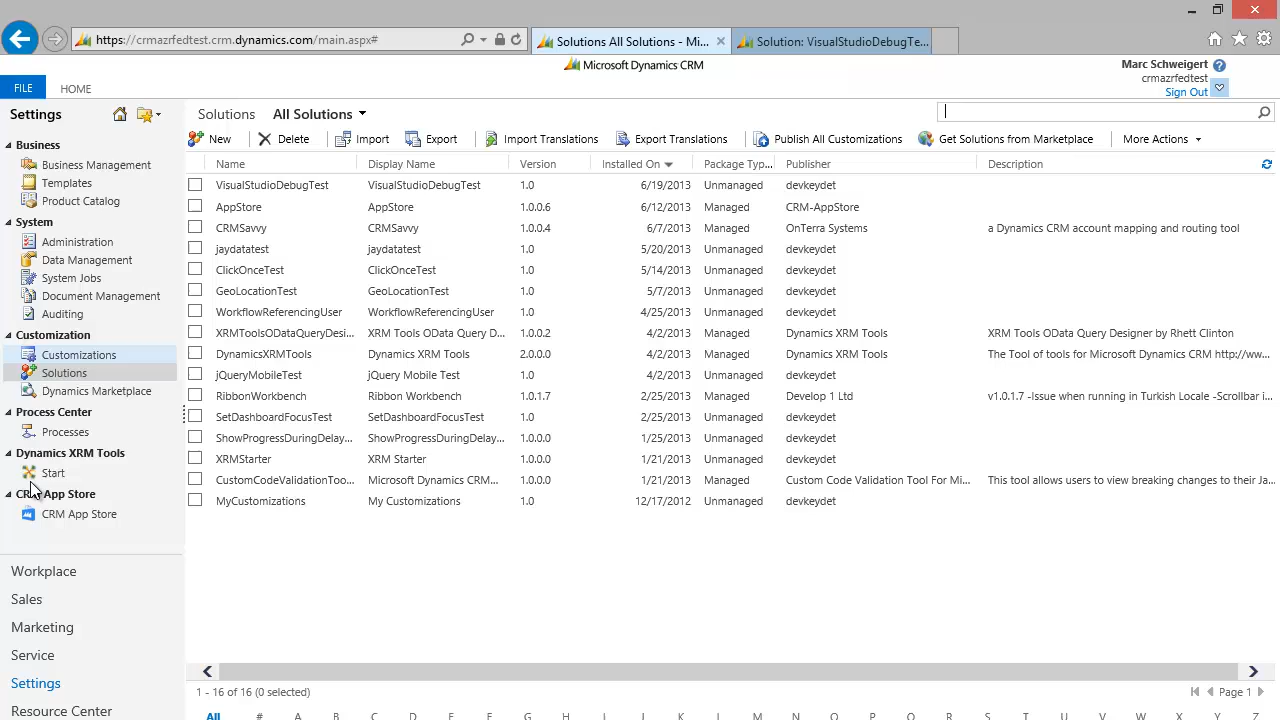 https://crmazrfedtest.crm.dynamics.com/main.aspx#
Solutions All Solutions - Mi...
Solution: VisualStudioDebugTe...
Microsoft Dynamics CRM
Marc Schweigert
crmazrfedtest
Sign Out
FILE
HOME
Settings
Solutions All Solutions
New Delete Import Export Import Translations Export Translations Publish All Customizations Get Solutions from Marketplace More Actions
Name Display Name Version Installed On Package Typ... Publisher Description
VisualStudioDebugTest VisualStudioDebugTest 1.0 6/19/2013 Unmanaged devkeydet
AppStore AppStore 1.0.0.6 6/12/2013 Managed CRM-AppStore
CRMSavvy CRMSavvy 1.0.0.4 6/7/2013 Managed OnTerra Systems a Dynamics CRM account mapping and routing tool
jaydatatest jaydatatest 1.0 5/20/2013 Unmanaged devkeydet
ClickOnceTest ClickOnceTest 1.0 5/14/2013 Unmanaged devkeydet
GeoLocationTest GeoLocationTest 1.0 5/7/2013 Unmanaged devkeydet
WorkflowReferencingUser WorkflowReferencingUser 1.0 4/25/2013 Unmanaged devkeydet
XRMToolsODataQueryDesi... XRM Tools OData Query D... 1.0.0.2 4/2/2013 Managed Dynamics XRM Tools XRM Tools OData Query Designer by Rhett Clinton
DynamicsXRMTools Dynamics XRM Tools 2.0.0.0 4/2/2013 Managed Dynamics XRM Tools The Tool of tools for Microsoft Dynamics CRM http://ww...
jQueryMobileTest jQuery Mobile Test 1.0 4/2/2013 Unmanaged devkeydet
RibbonWorkbench Ribbon Workbench 1.0.1.7 2/25/2013 Managed Develop 1 Ltd v1.0.1.7 -Issue when running in Turkish Locale -Scrollbar i...
SetDashboardFocusTest SetDashboardFocusTest 1.0 2/25/2013 Unmanaged devkeydet
ShowProgressDuringDelay... ShowProgressDuringDelay... 1.0.0.0 1/25/2013 Unmanaged devkeydet
XRMStarter XRM Starter 1.0.0.0 1/21/2013 Unmanaged devkeydet
CustomCodeValidationToo... Microsoft Dynamics CRM... 1.0.0.0 1/21/2013 Managed Custom Code Validation Tool For Mi... This tool allows users to view breaking changes to their Ja...
MyCustomizations My Customizations 1.0 12/17/2012 Unmanaged devkeydet
Business
Business Management
Templates
Product Catalog
System
Administration
Data Management
System Jobs
Document Management
Auditing
Customization
Customizations
Solutions
Dynamics Marketplace
Process Center
Processes
Dynamics XRM Tools
Start
CRM App Store
CRM App Store
Workplace
Sales
Marketing
Service
Settings
Resource Center
1 - 16 of 16 (0 selected)
Page 1
All # A B C D E F G H I J K L M N O P Q R S T U V W X Y Z